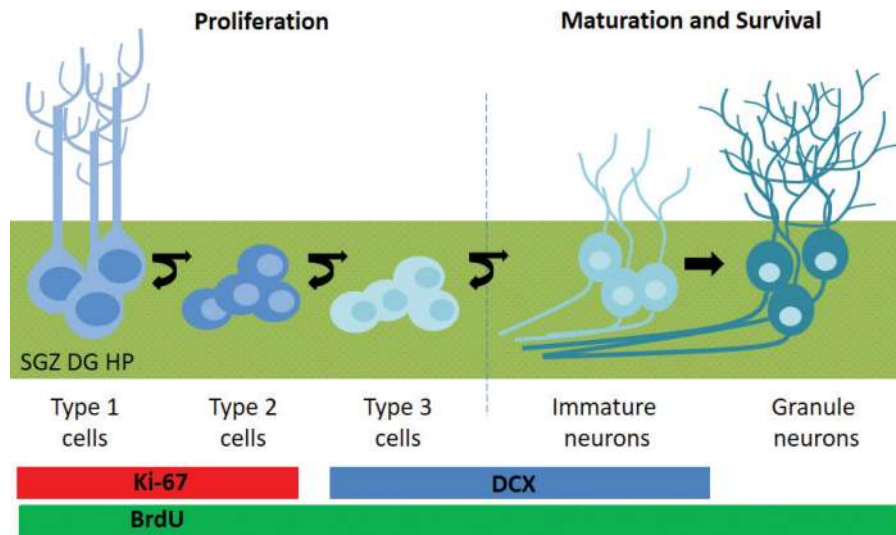 Proliferation
Maturation and Survival
SGZ DG HP
Type 1
cells
Type 2
cells
Type 3
cells
Immature
neurons
Granule
neurons
Ki-67
DCX
BrdU